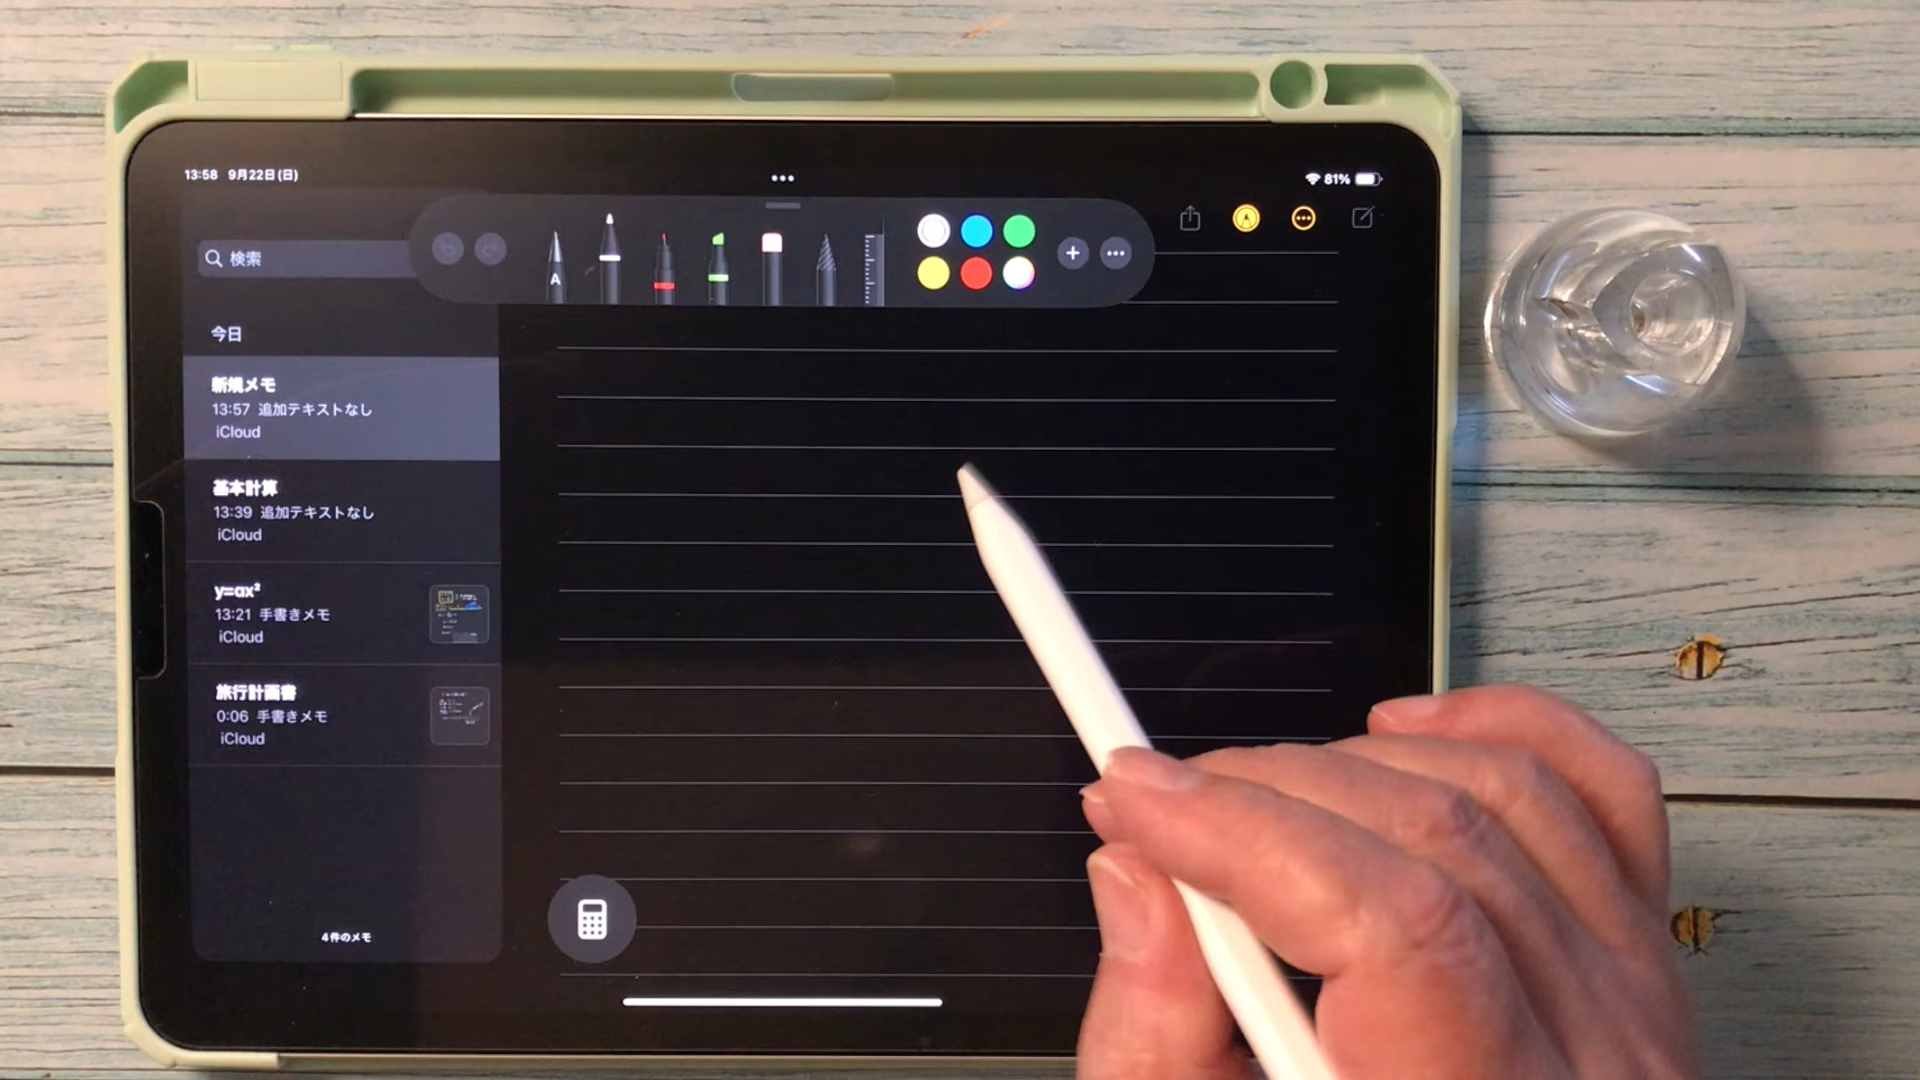 13:58 9月22日(日)
81%
検索
A
今日
新規メモ
13:57 追加テキストなし
iCloud
基本計算
13:39 追加テキストなし
iCloud
y=ax²
13:21 手書きメモ
iCloud
旅行計画書
0:06 手書きメモ
iCloud
4件のメモ